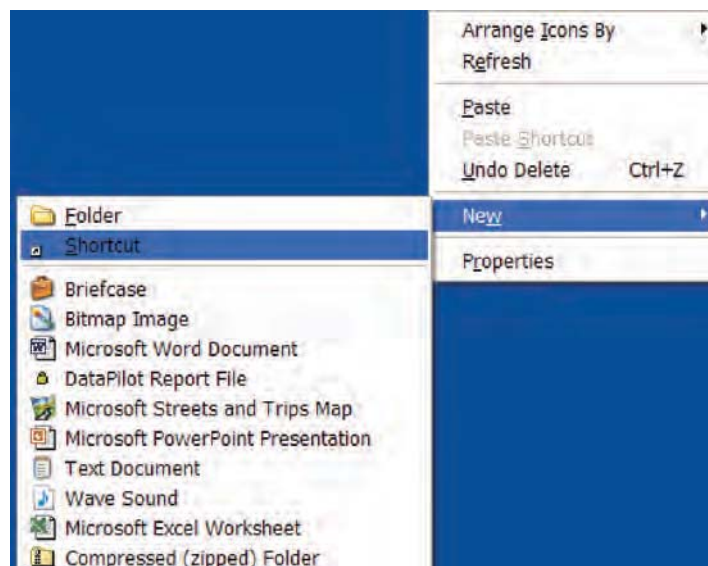 Arrange Icons By
Refresh
Paste
Paste Shortcut
Undo Delete Ctrl+Z
New
Properties
Folder
Shortcut
Briefcase
Bitmap Image
Microsoft Word Document
DataPilot Report File
Microsoft Streets and Trips Map
Microsoft PowerPoint Presentation
Text Document
Wave Sound
Microsoft Excel Worksheet
Compressed (zipped) Folder